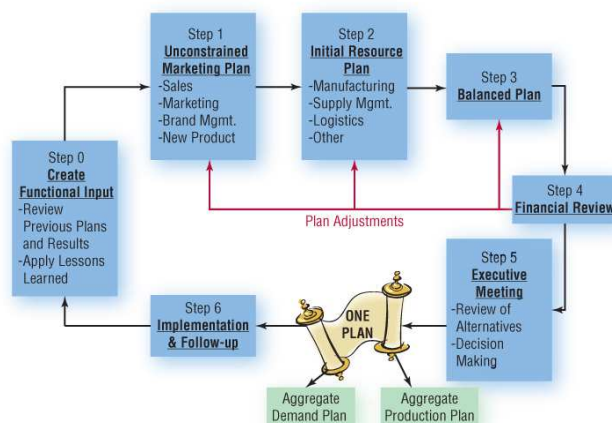 Step 0
Create
Functional Input
-Review
Previous Plans
and Results
-Apply Lessons
Learned
Step 1
Unconstrained
Marketing Plan
-Sales
-Marketing
-Brand Mgmt.
-New Product
Step 2
Initial Resource
Plan
-Manufacturing
-Supply Mgmt.
-Logistics
-Other
Step 3
Balanced Plan
Step 4
Financial Review
Plan Adjustments
Step 5
Executive
Meeting
-Review of
Alternatives
-Decision
Making
ONE
PLAN
Aggregate
Demand Plan
Aggregate
Production Plan
Step 6
Implementation
& Follow-up